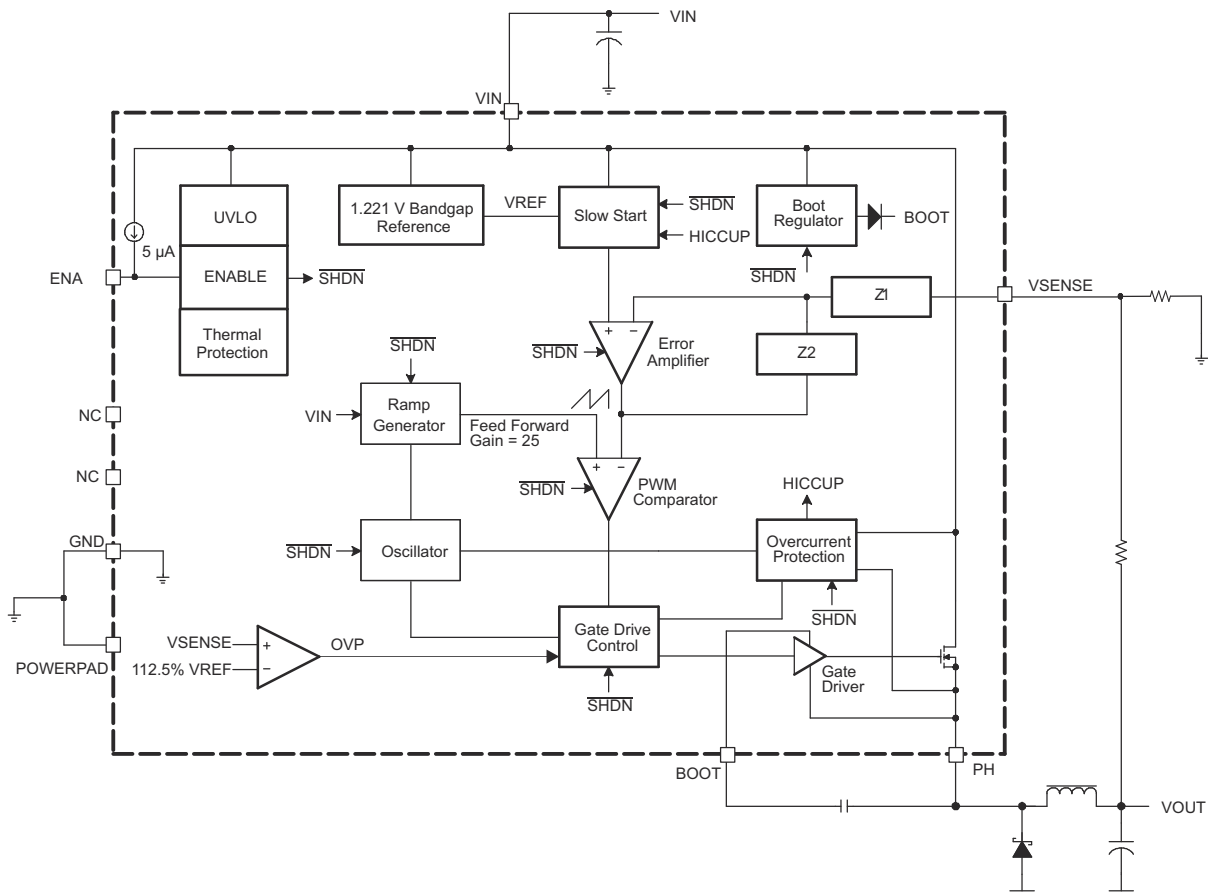 VIN
VIN
UVLO
1.221 V Bandgap
Reference
VREF
Slow Start
SHDN
HICCUP
Boot
Regulator
BOOT
5 µA
ENA
ENABLE
SHDN
SHDN
Z1
VSENSE
Thermal
Protection
SHDN
SHDN
+
−
Error
Amplifier
Z2
VIN
Ramp
Generator
Feed Forward
Gain = 25
NC
NC
+
−
SHDN
PWM
Comparator
HICCUP
GND
SHDN
Oscillator
Overcurrent
Protection
SHDN
Gate Drive
Control
VSENSE
+
OVP
POWERPAD
112.5% VREF
−
SHDN
Gate
Driver
BOOT
PH
VOUT